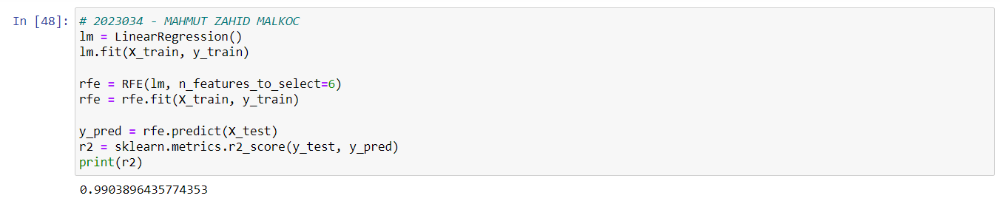 In [48]: # 2023034 - MAHMUT ZAHID MALKOC
lm = LinearRegression()
lm.fit(X_train, y_train)
rfe = RFE(lm, n_features_to_select=6)
rfe = rfe.fit(X_train, y_train)
y_pred = rfe.predict(X_test)
r2 = sklearn.metrics.r2_score(y_test, y_pred)
print(r2)
0.9903896435774353